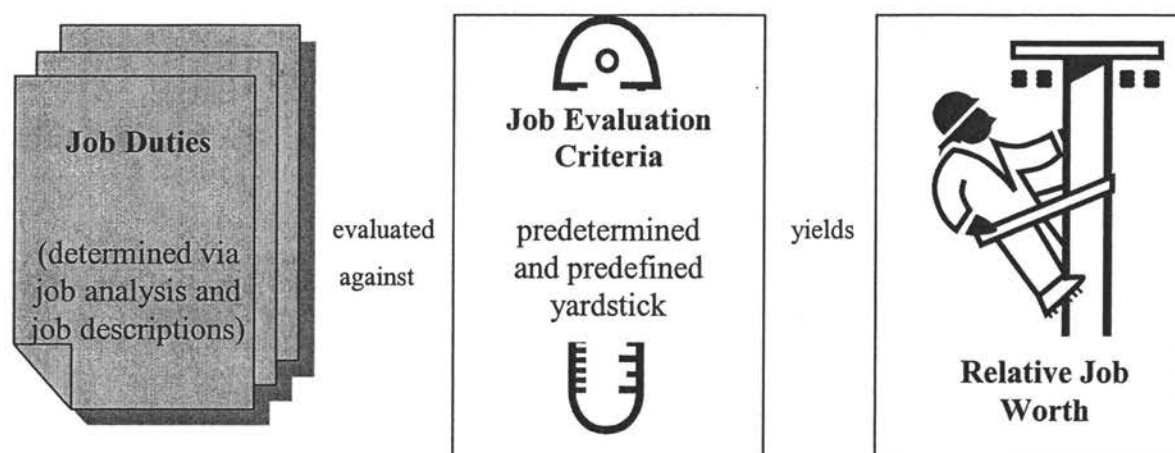 Job Duties
(determined via
job analysis and
job descriptions)
evaluated
against
Job Evaluation
Criteria
predetermined
and predefined
yardstick
yields
Relative Job
Worth